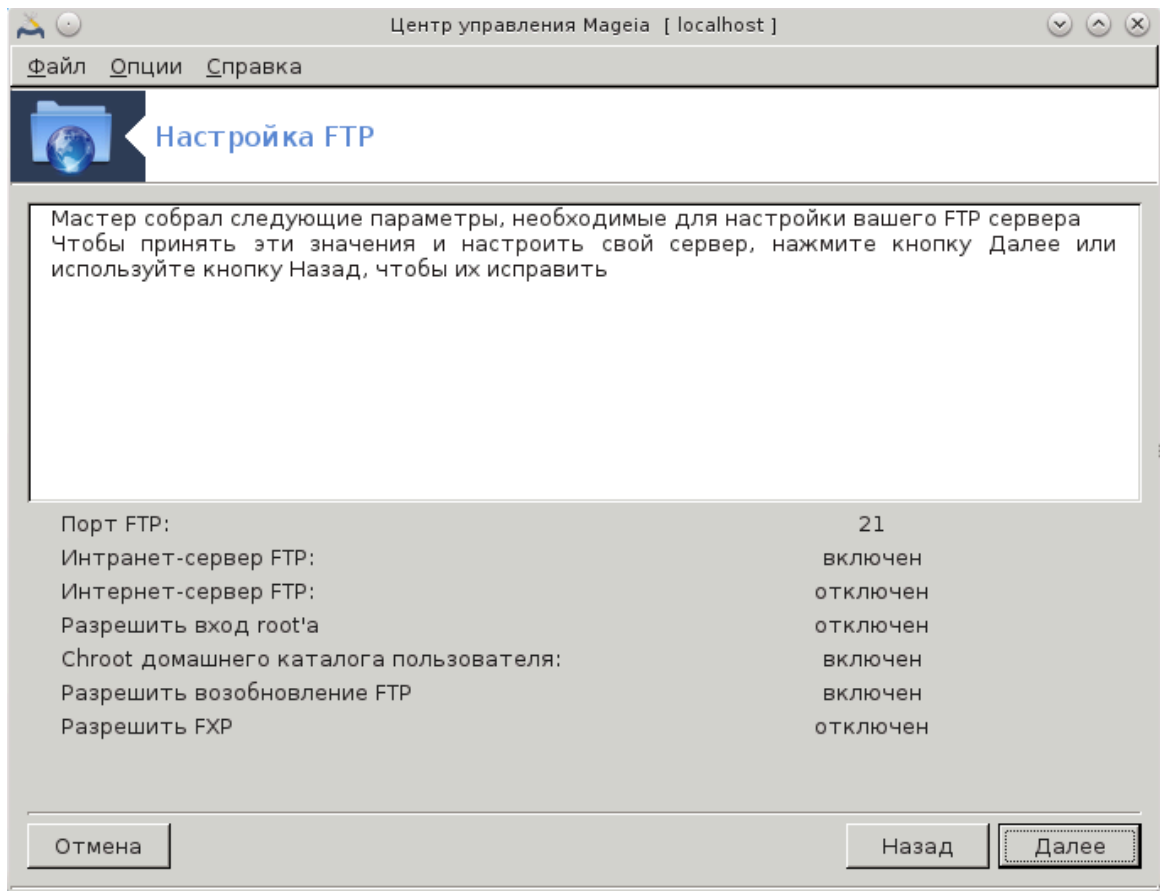 Центр управления Mageia [ localhost ]
Файл Опции Справка
Настройка FTP
Мастер собрал следующие параметры, необходимые для настройки вашего FTP сервера
Чтобы принять эти значения и настроить свой сервер, нажмите кнопку Далее или
используйте кнопку Назад, чтобы их исправить
Порт FTP: 21
Интранет-сервер FTP: включен
Интернет-сервер FTP: отключен
Разрешить вход root'а отключен
Chroot домашнего каталога пользователя: включен
Разрешить возобновление FTP включен
Разрешить FXP отключен
Отмена Назад Далее